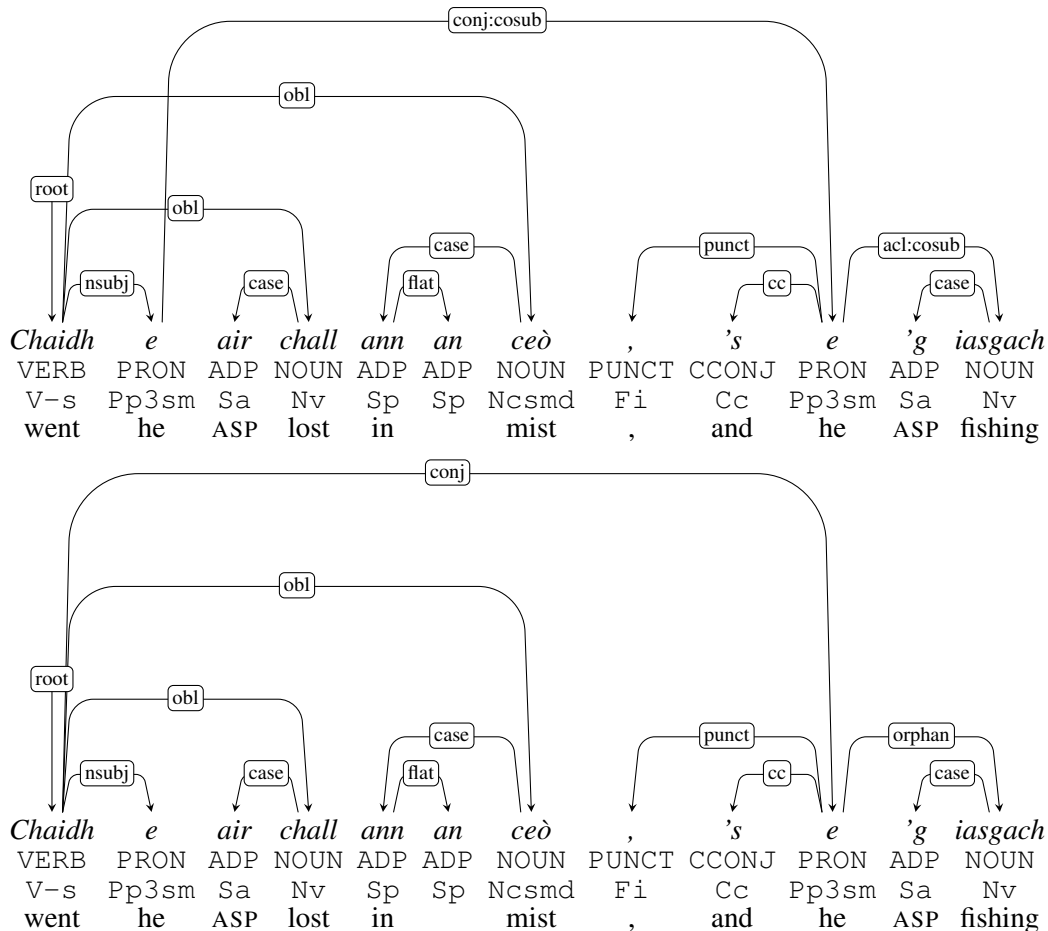 conj:cosub
obl
root
obl
case punct acl:cosub
nsubj case flat cc case
Chaidh e air chall ann an ceò , 's e 'g iasgach
VERB PRON ADP NOUN ADP ADP NOUN PUNCT CCONJ PRON ADP NOUN
V-s Pp3sm Sa Nv Sp Sp Ncsmd Fi Cc Pp3sm Sa Nv
went he ASP lost in mist , and he ASP fishing
conj
obl
root
obl
case punct orphan
nsubj case flat cc case
Chaidh e air chall ann an ceò , 's e 'g iasgach
VERB PRON ADP NOUN ADP ADP NOUN PUNCT CCONJ PRON ADP NOUN
V-s Pp3sm Sa Nv Sp Sp Ncsmd Fi Cc Pp3sm Sa Nv
went he ASP lost in mist , and he ASP fishing